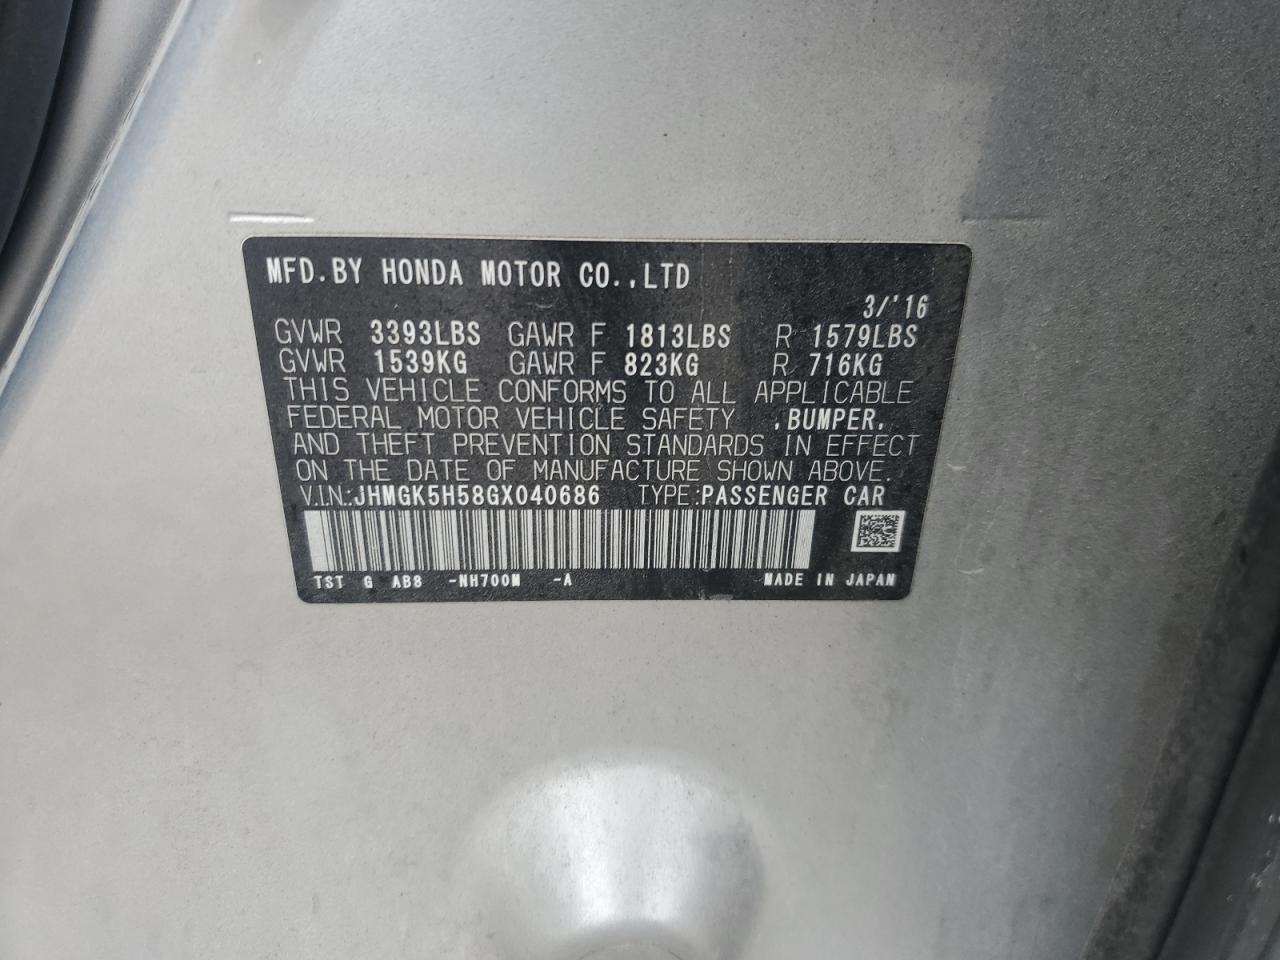 MFD.BY HONDA MOTOR CO.,LTD
3/'16
GVWR 3393LBS GAWR F 1813LBS R 1579LBS
GVWR 1539KG GAWR F 823KG R 716KG
THIS VEHICLE CONFORMS TO ALL APPLICABLE
FEDERAL MOTOR VEHICLE SAFETY ,BUMPER,
AND THEFT PREVENTION STANDARDS IN EFFECT
ON THE DATE OF MANUFACTURE SHOWN ABOVE.
V.I.N.:JHMGK5H58GX040686 TYPE:PASSENGER CAR
TST G AB8 -NH700M -A MADE IN JAPAN